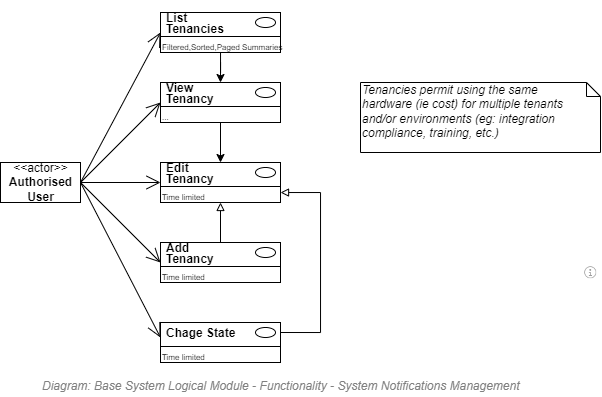 List
Tenancies
Filtered,Sorted,Paged Summaries
View
Tenancy
...
Tenancies permit using the same
hardware (ie cost) for multiple tenants
and/or environments (eg: integration
compliance, training, etc.)
<<actor>>
Authorised
User
Edit
Tenancy
Time limited
Add
Tenancy
Time limited
Chage State
Time limited
Diagram: Base System Logical Module - Functionality - System Notifications Management